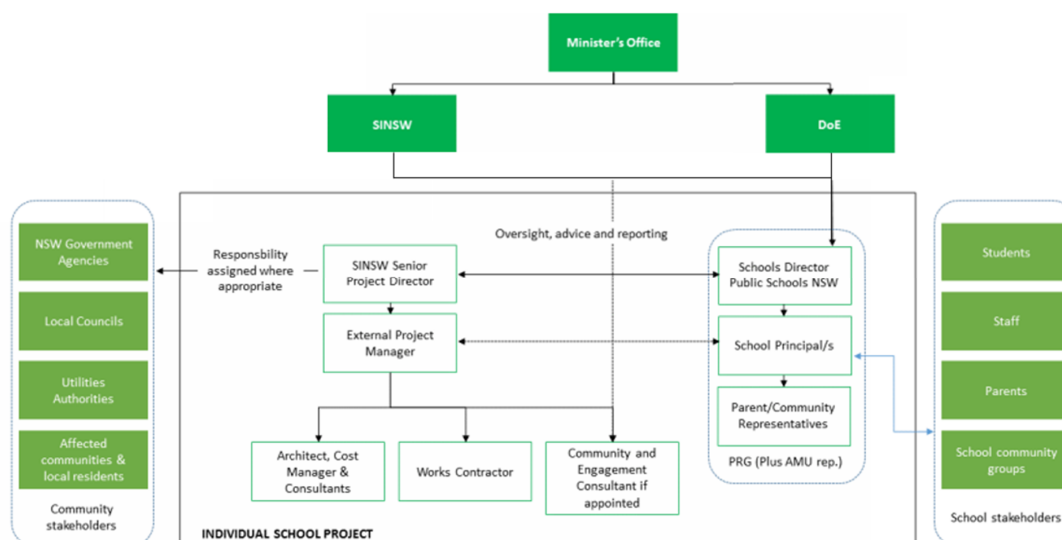 Minister's Office
SINSW
DoE
NSW Government
Agencies
Local Councils
Utilities
Authorities
Affected
communities &
local residents
Community
stakeholders
Responsbility
assigned where
appropriate
Oversight, advice and reporting
SINSW Senior
Project Director
External Project
Manager
Architect, Cost
Manager &
Consultants
Works Contractor
Community and
Engagement
Consultant if
appointed
Schools Director
Public Schools NSW
School Principal/s
Parent/Community
Representatives
PRG (Plus AMU rep.)
INDIVIDUAL SCHOOL PROJECT
Students
Staff
Parents
School community
groups
School stakeholders